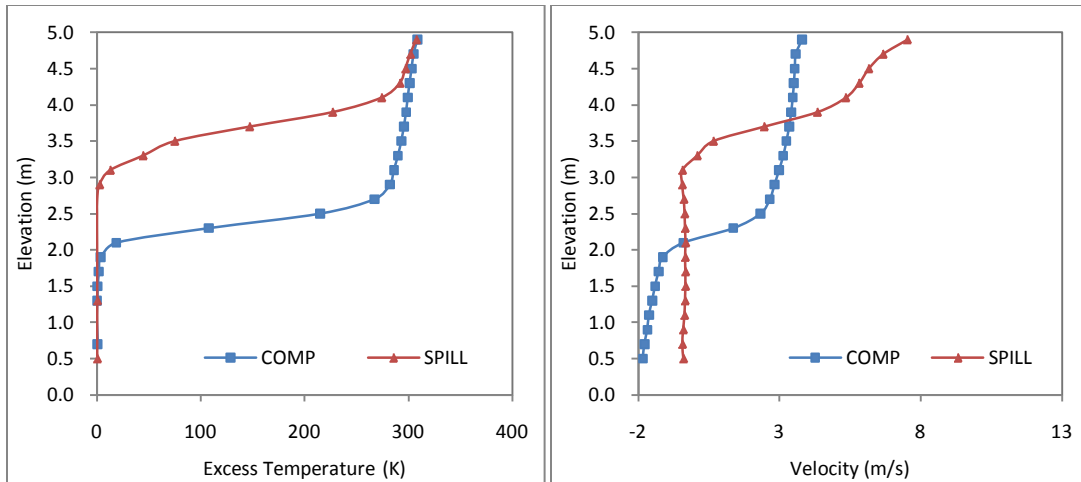 5.0
4.5
4.0
3.5
3.0
2.5
2.0
1.5
1.0
0.5
0.0
Elevation (m)
COMP SPILL
0 100 200 300 400
Excess Temperature (K)
5.0
4.5
4.0
3.5
3.0
2.5
2.0
1.5
1.0
0.5
0.0
Elevation (m)
COMP SPILL
-2 3 8 13
Velocity (m/s)